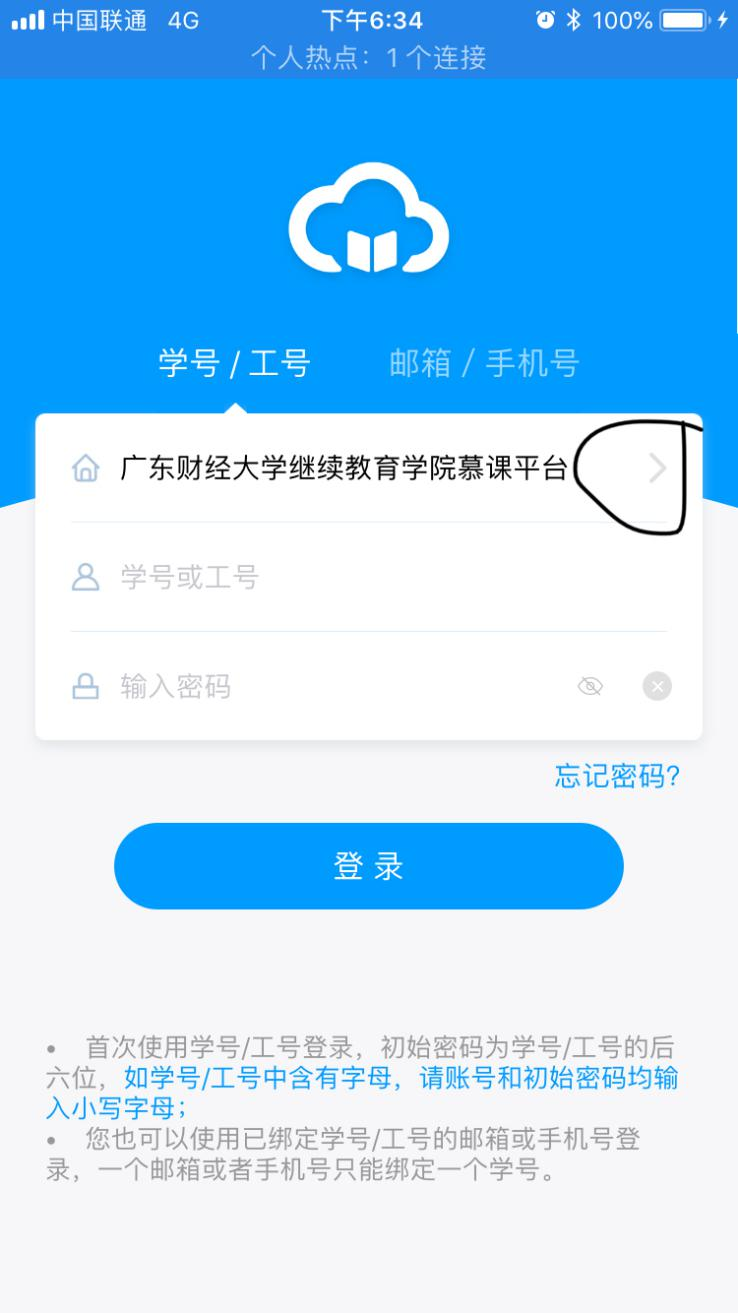 中国联通 4G 下午6:34 100%
个人热点：1 个连接
学号 / 工号 邮箱 / 手机号
广东财经大学继续教育学院慕课平台
学号或工号
输入密码
忘记密码?
登 录
• 首次使用学号/工号登录，初始密码为学号/工号的后
六位，如学号/工号中含有字母，请账号和初始密码均输
入小写字母；
• 您也可以使用已绑定学号/工号的邮箱或手机号登
录，一个邮箱或者手机号只能绑定一个学号。